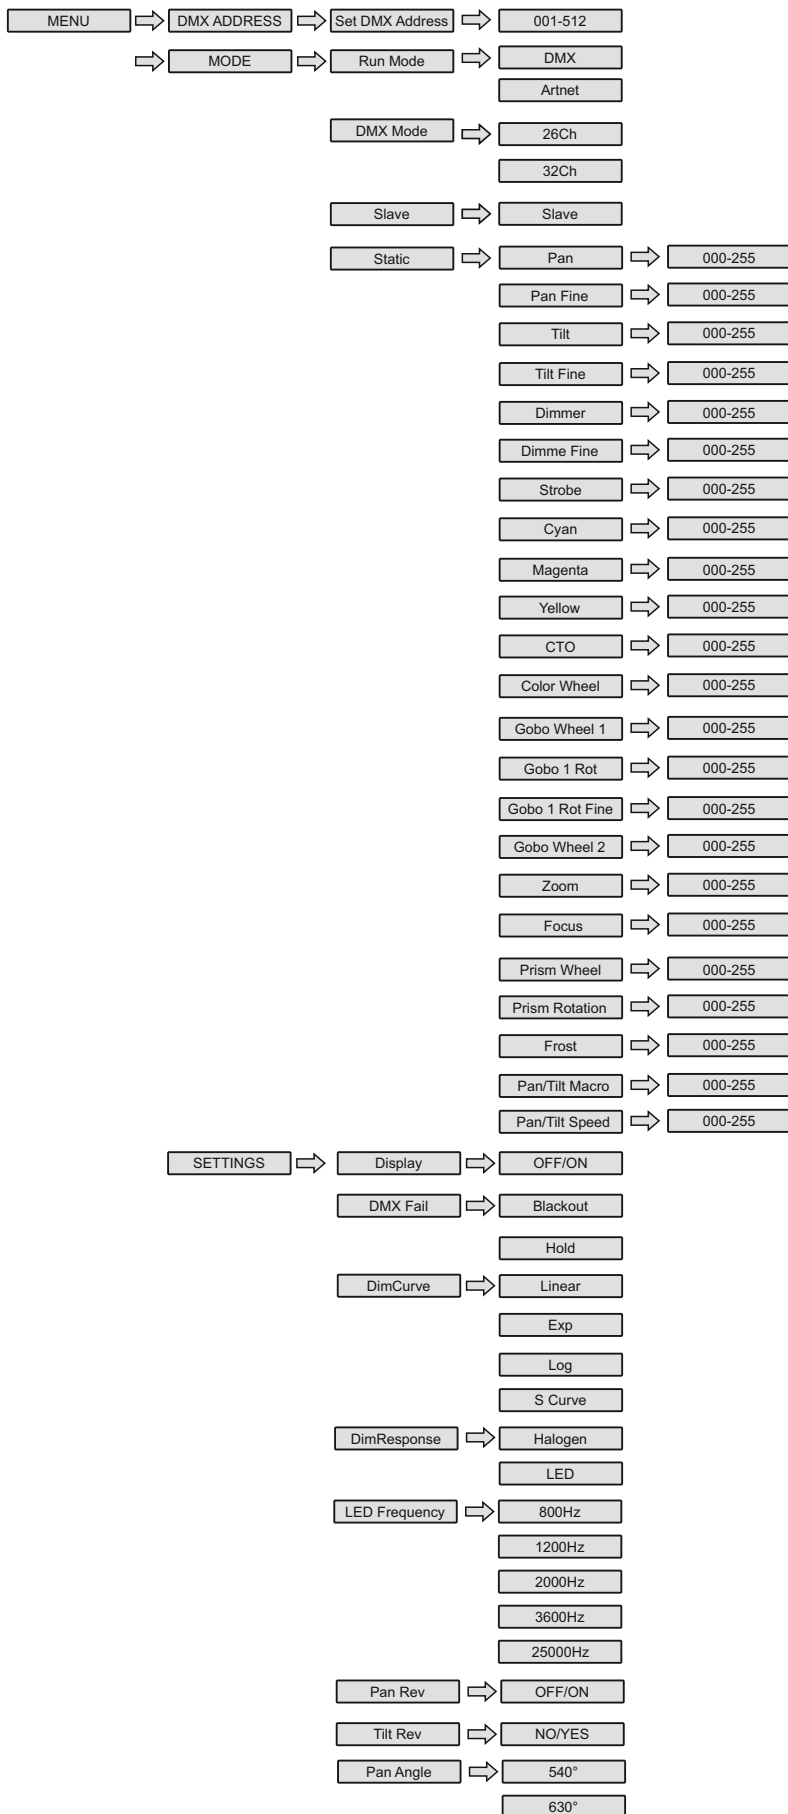 MENU DMX ADDRESS Set DMX Address 001-512
MODE Run Mode DMX
Artnet
DMX Mode 26Ch
32Ch
Slave Slave
Static Pan 000-255
Pan Fine 000-255
Tilt 000-255
Tilt Fine 000-255
Dimmer 000-255
Dimme Fine 000-255
Strobe 000-255
Cyan 000-255
Magenta 000-255
Yellow 000-255
CTO 000-255
Color Wheel 000-255
Gobo Wheel 1 000-255
Gobo 1 Rot 000-255
Gobo 1 Rot Fine 000-255
Gobo Wheel 2 000-255
Zoom 000-255
Focus 000-255
Prism Wheel 000-255
Prism Rotation 000-255
Frost 000-255
Pan/Tilt Macro 000-255
Pan/Tilt Speed 000-255
SETTINGS Display OFF/ON
DMX Fail Blackout
Hold
DimCurve Linear
Exp
Log
S Curve
DimResponse Halogen
LED
LED Frequency 800Hz
1200Hz
2000Hz
3600Hz
25000Hz
Pan Rev OFF/ON
Tilt Rev NO/YES
Pan Angle 540°
630°